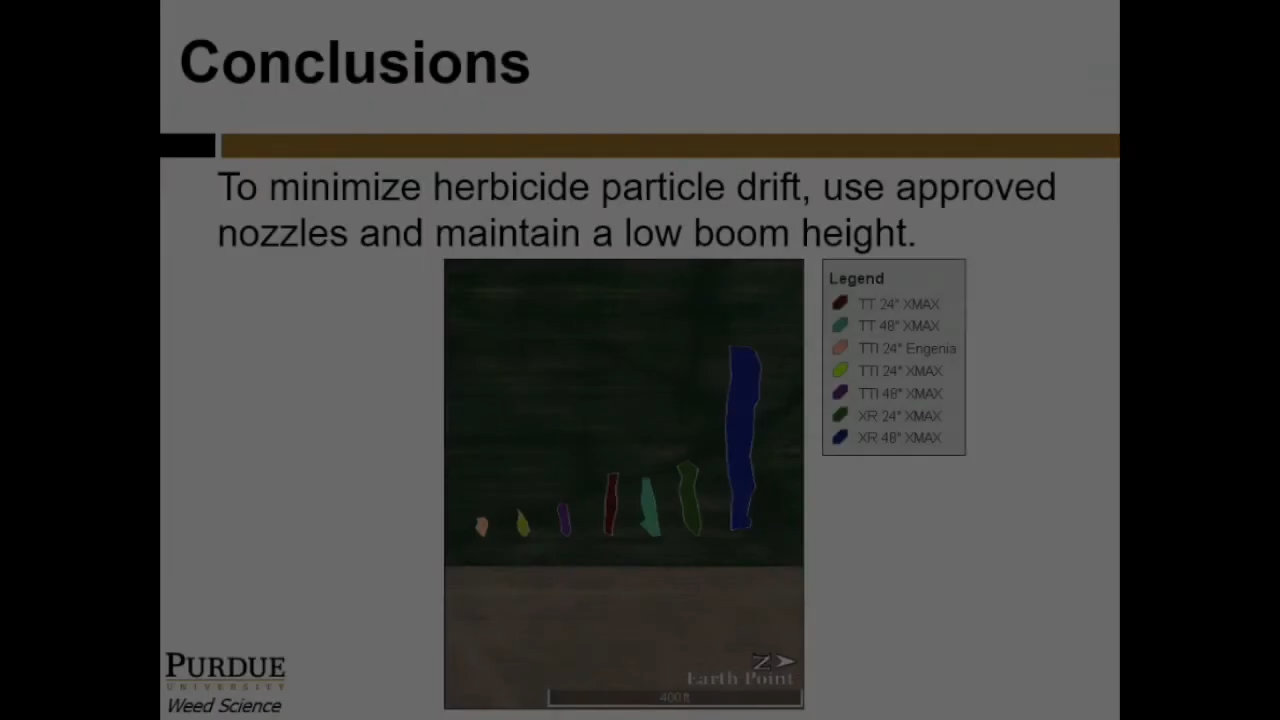 Conclusions
To minimize herbicide particle drift, use approved
nozzles and maintain a low boom height.
Legend
TT 24" XMAX
TT 48" XMAX
TTI 24" Engenia
TTI 24" XMAX
TTI 48" XMAX
XR 24" XMAX
XR 48" XMAX
N
Earth Point
400 ft
PURDUE
UNIVERSITY
Weed Science